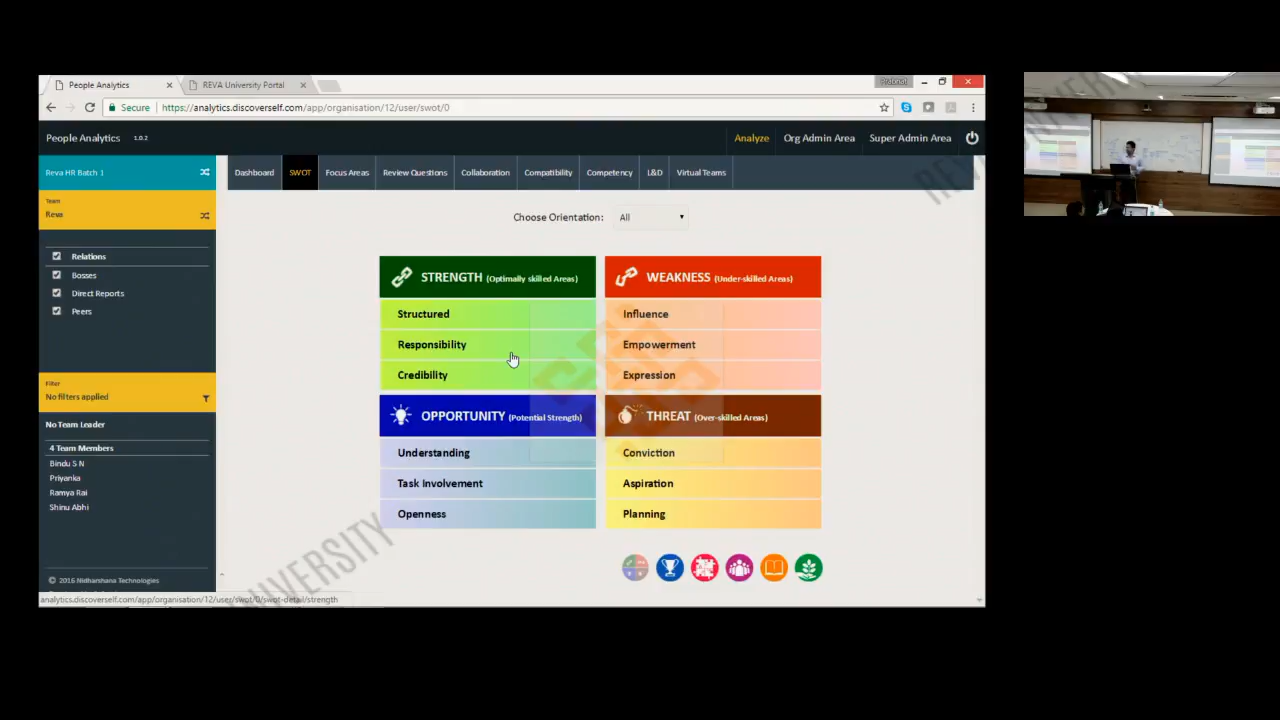 People Analytics
REVA University Portal
Secure
https://analytics.discoverself.com/app/organisation/12/user/swot/0
People Analytics 1.0.2
Analyze Org Admin Area Super Admin Area
Reva HR Batch 1
Dashboard SWOT Focus Areas Review Questions Collaboration Compatibility Competency L&D Virtual Teams
Team
Reva
Choose Orientation: All
Relations
Bosses
Direct Reports
Peers
STRENGTH (Optimally skilled Areas)
Structured
Responsibility
Credibility
WEAKNESS (Under-skilled Areas)
Influence
Empowerment
Expression
Filter
No filters applied
OPPORTUNITY (Potential Strength)
Understanding
Task Involvement
Openness
THREAT (Over-skilled Areas)
Conviction
Aspiration
Planning
No Team Leader
4 Team Members
Bindu S N
Priyanka
Ramya Rai
Shinu Abhi
© 2016 Nidharshana Technologies
analytics.discoverself.com/app/organisation/12/user/swot/0/swot-detail/strength